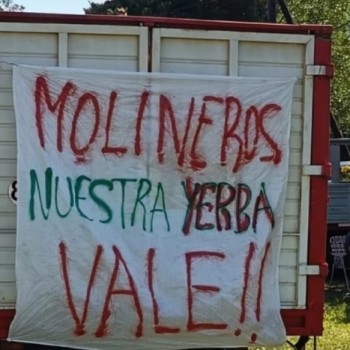 MOLINEROS
NUESTRA YERBA
VALE!!